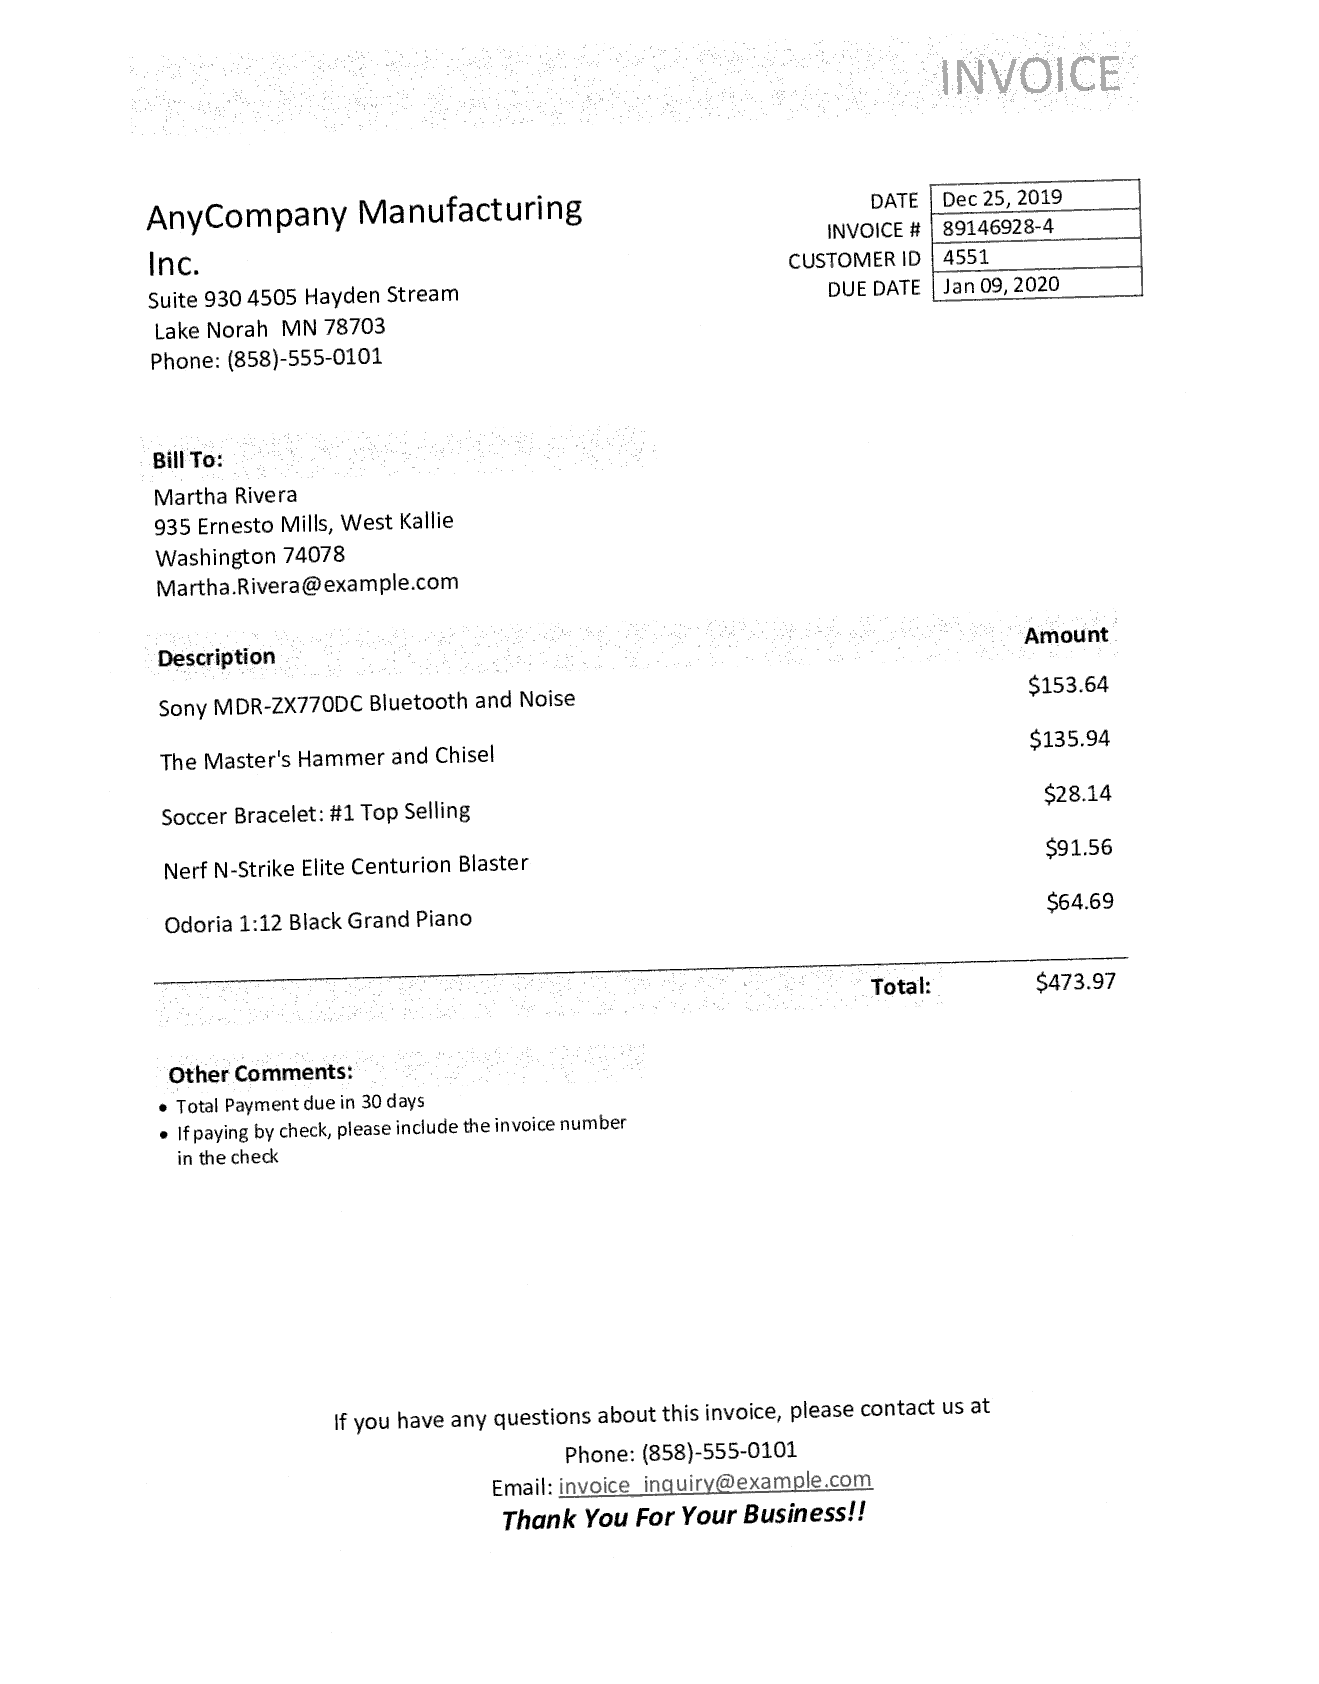 INVOICE
AnyCompany Manufacturing
Inc.
Suite 930 4505 Hayden Stream
Lake Norah MN 78703
Phone: (858)-555-0101
DATE Dec 25, 2019
INVOICE # 89146928-4
CUSTOMER ID 4551
DUE DATE Jan 09, 2020
Bill To:
Martha Rivera
935 Ernesto Mills, West Kallie
Washington 74078
Martha.Rivera@example.com
Description Amount
Sony MDR-ZX770DC Bluetooth and Noise $153.64
The Master's Hammer and Chisel $135.94
Soccer Bracelet: #1 Top Selling $28.14
Nerf N-Strike Elite Centurion Blaster $91.56
Odoria 1:12 Black Grand Piano $64.69
Total: $473.97
Other Comments:
• Total Payment due in 30 days
• If paying by check, please include the invoice number
in the check
If you have any questions about this invoice, please contact us at
Phone: (858)-555-0101
Email: invoice_inquiry@example.com
Thank You For Your Business!!